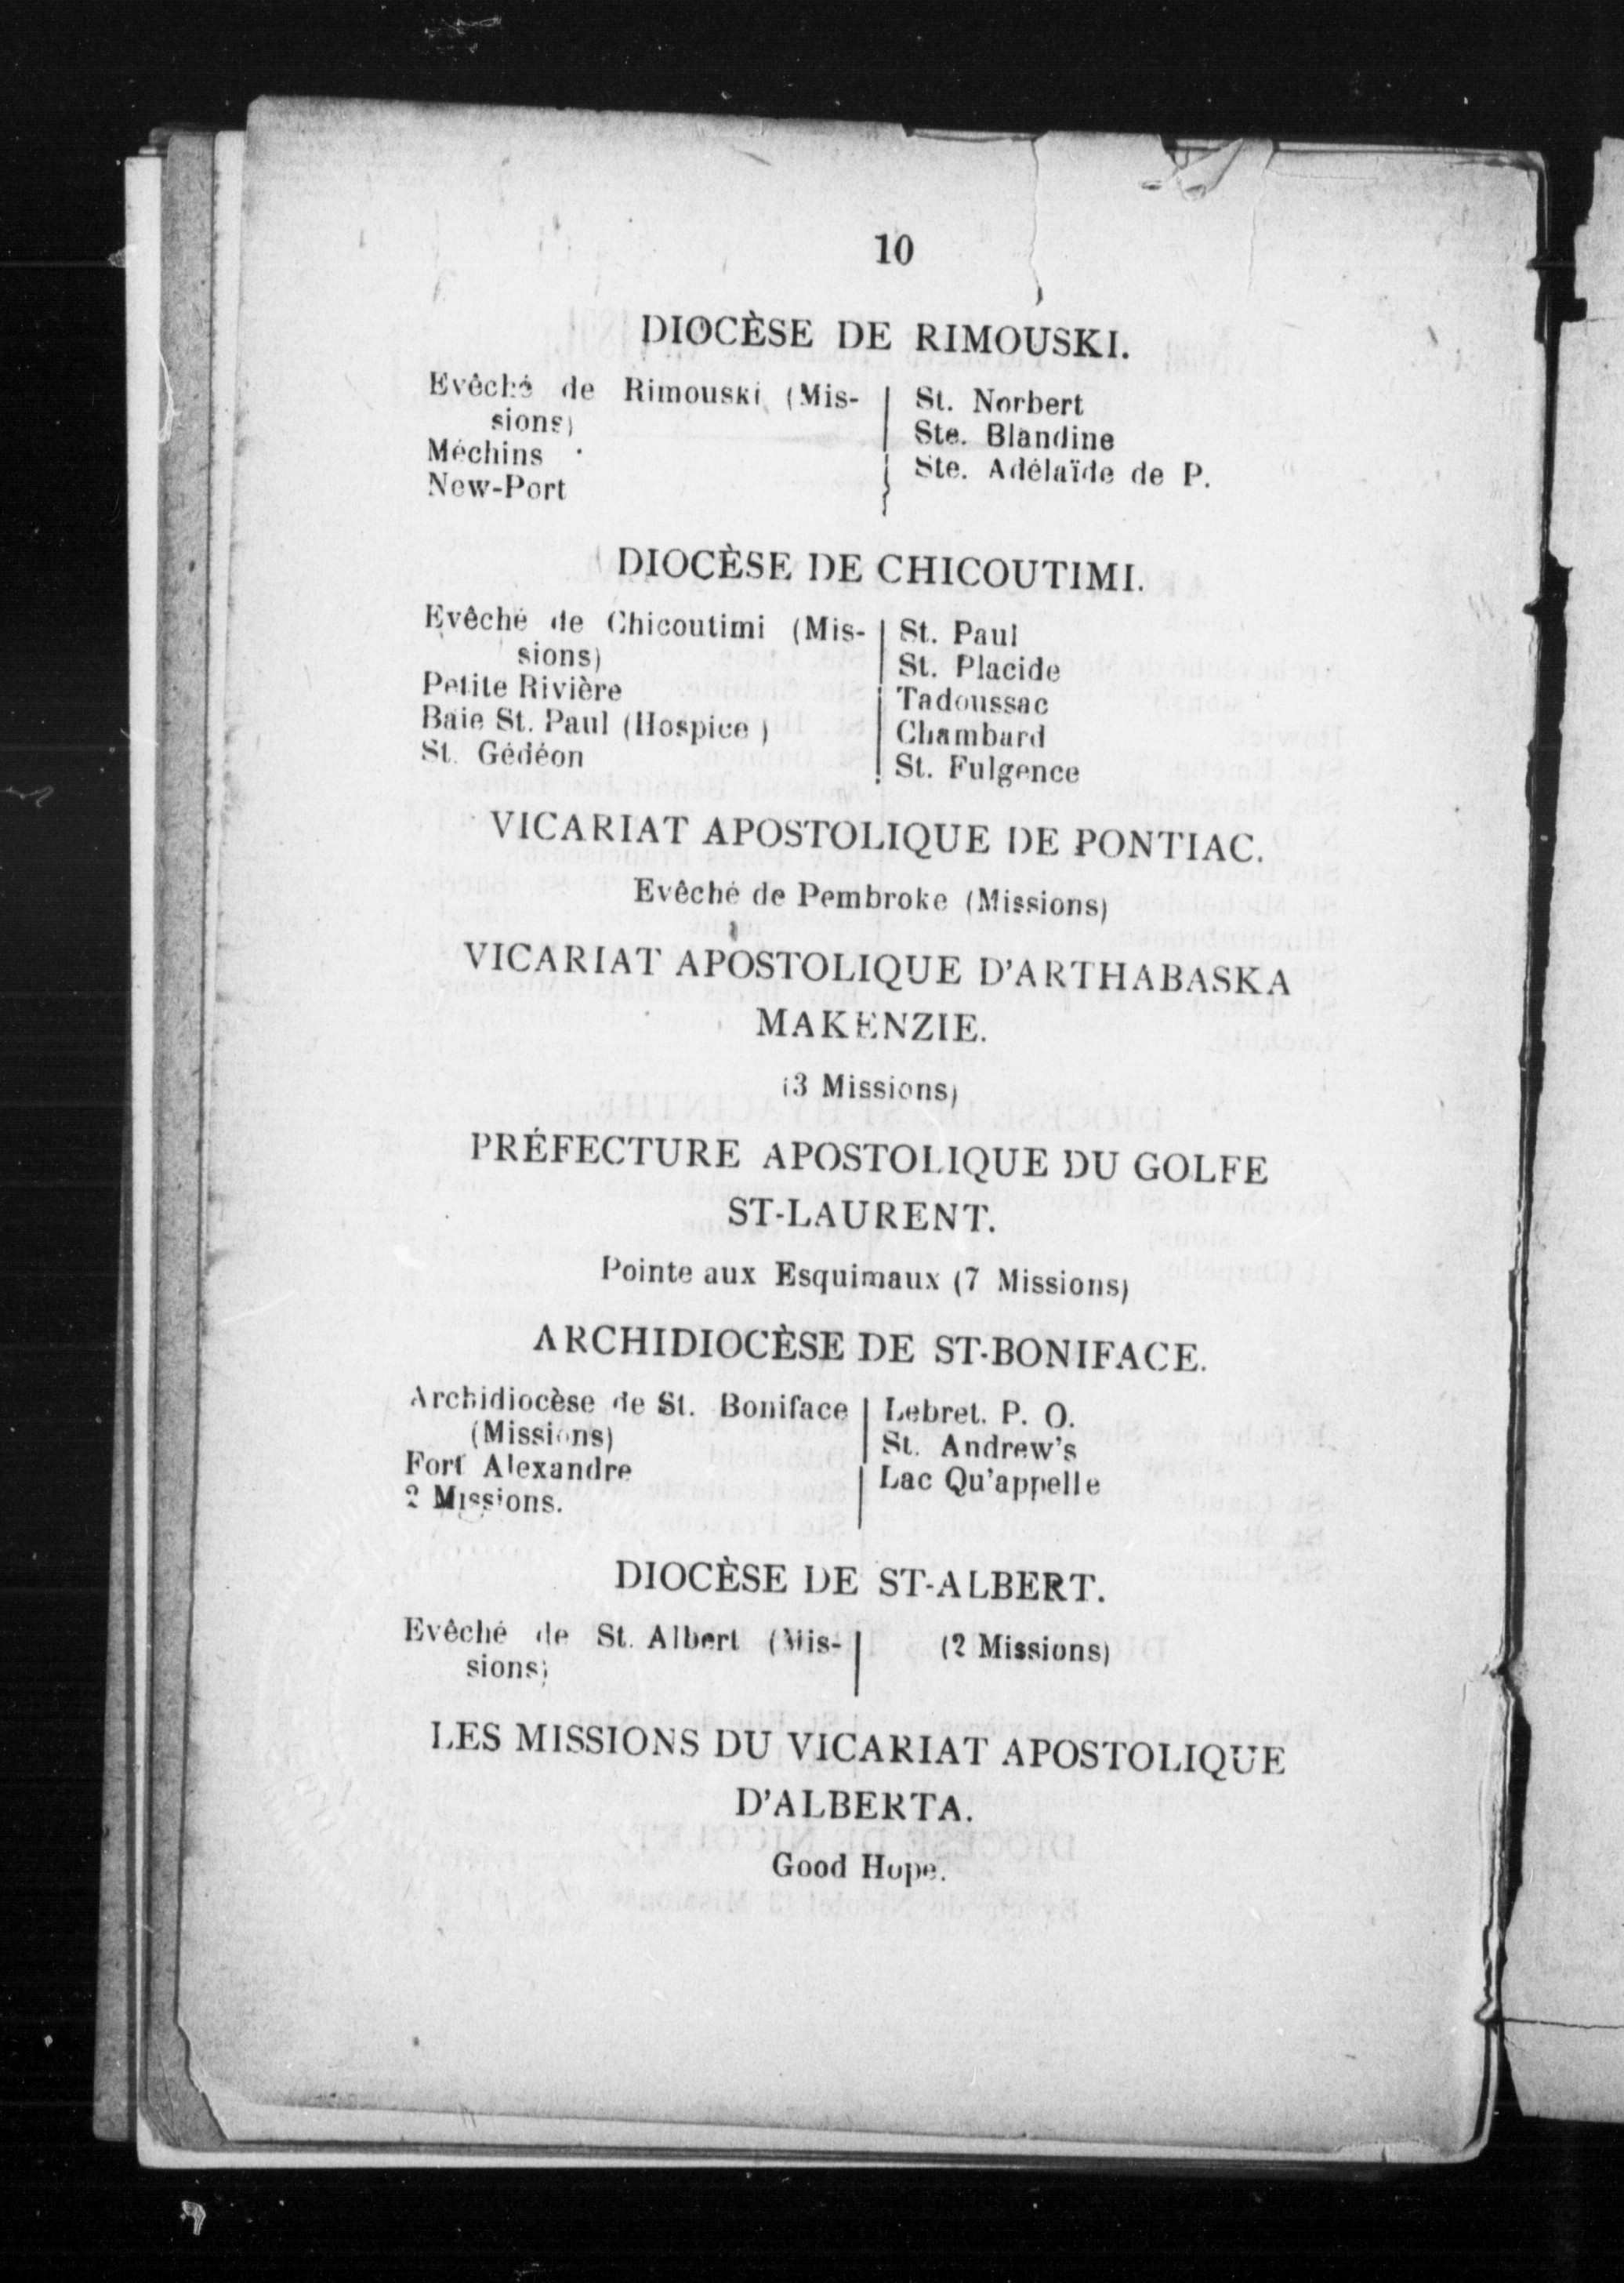 10
DIOCÈSE DE RIMOUSKI.
Evêché de Rimouski (Mis-
sions)
Méchins
New-Port
St. Norbert
Ste. Blandine
Ste. Adélaïde de P.
DIOCÈSE DE CHICOUTIMI.
Evêché de Chicoutimi (Mis-
sions)
Petite Rivière
Baie St. Paul (Hospice)
St. Gédéon
St. Paul
St. Placide
Tadoussac
Chambard
St. Fulgence
VICARIAT APOSTOLIQUE DE PONTIAC.
Evêché de Pembroke (Missions)
VICARIAT APOSTOLIQUE D'ARTHABASKA
MAKENZIE.
(3 Missions)
PRÉFECTURE APOSTOLIQUE DU GOLFE
ST-LAURENT.
Pointe aux Esquimaux (7 Missions)
ARCHIDIOCÈSE DE ST-BONIFACE.
Archidiocèse de St. Boniface
(Missions)
Fort Alexandre
2 Missions.
Lebret. P. O.
St. Andrew's
Lac Qu'appelle
DIOCÈSE DE ST-ALBERT.
Evêché de St. Albert (Mis-
sions)
(2 Missions)
LES MISSIONS DU VICARIAT APOSTOLIQUE
D'ALBERTA.
Good Hope.